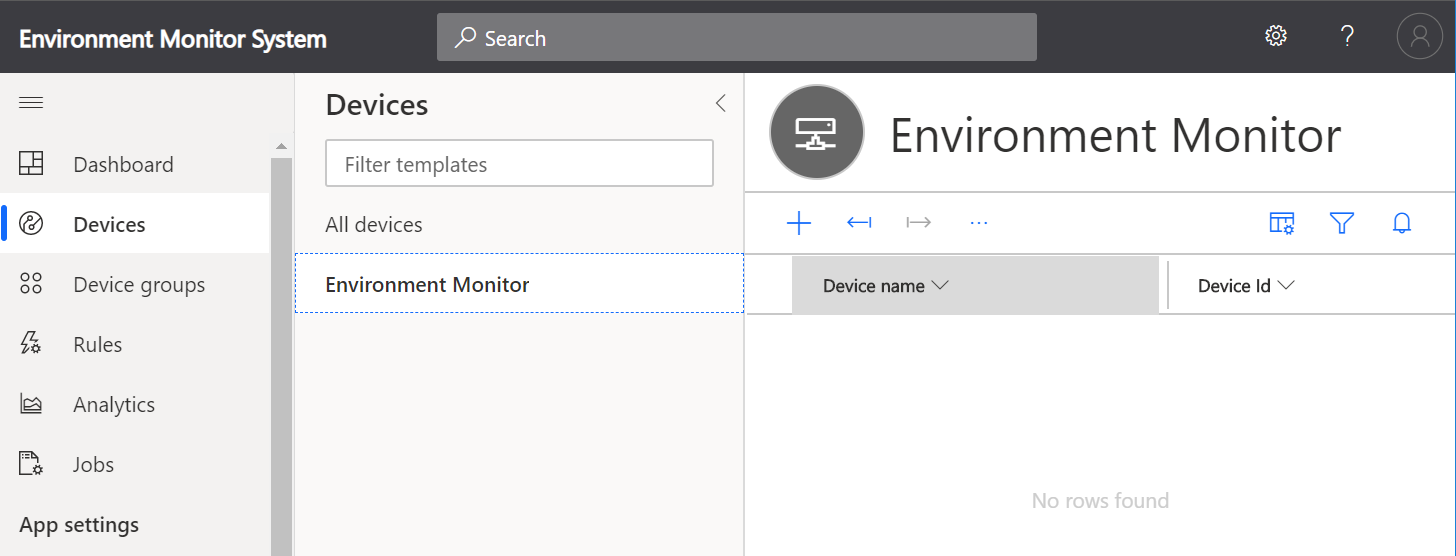 Environment Monitor System
Search
?
Dashboard
Devices
Device groups
Rules
Analytics
Jobs
App settings
Devices
Filter templates
All devices
Environment Monitor
Environment Monitor
Device name
Device Id
No rows found